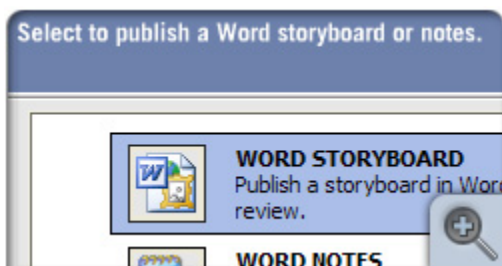 Select to publish a Word storyboard or notes.
WORD STORYBOARD
Publish a storyboard in Word
review.
WORD NOTES